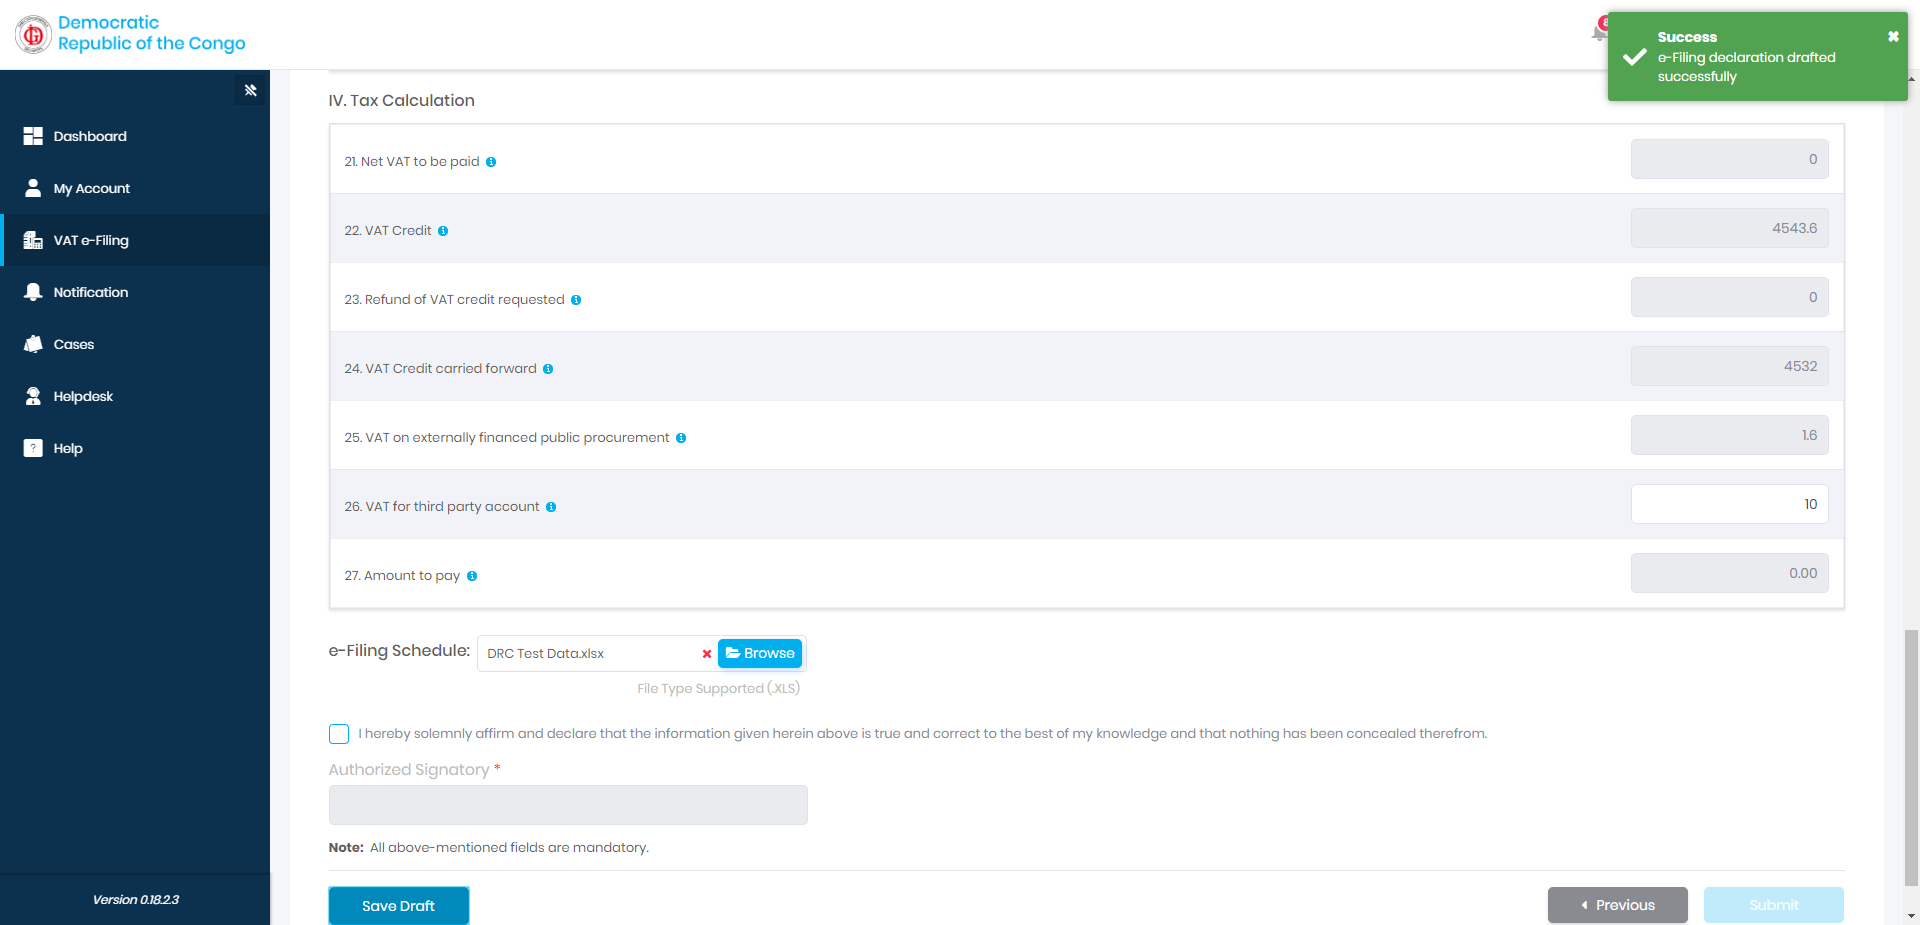 Democratic
Republic of the Congo
8
Success
e-Filing declaration drafted
successfully
Dashboard
My Account
VAT e-Filing
Notification
Cases
Helpdesk
Help
Version 0.18.2.3
IV. Tax Calculation
21. Net VAT to be paid 0
22. VAT Credit 4543.6
23. Refund of VAT credit requested 0
24. VAT Credit carried forward 4532
25. VAT on externally financed public procurement 1.6
26. VAT for third party account 10
27. Amount to pay 0.00
e-Filing Schedule: DRC Test Data.xlsx Browse
File Type Supported (.XLS)
I hereby solemnly affirm and declare that the information given herein above is true and correct to the best of my knowledge and that nothing has been concealed therefrom.
Authorized Signatory *
Note: All above-mentioned fields are mandatory.
Save Draft Previous Submit